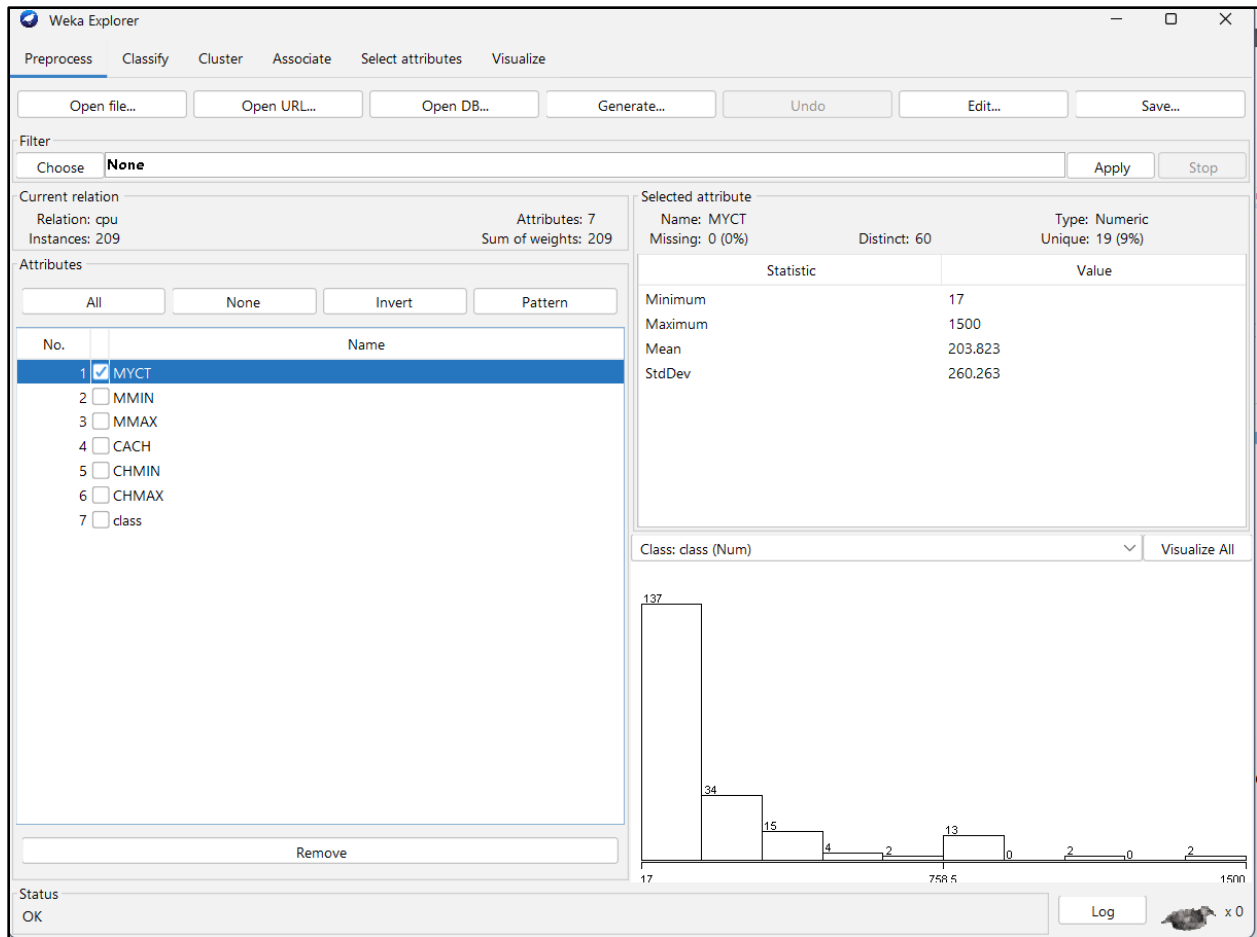 Weka Explorer
Preprocess Classify Cluster Associate Select attributes Visualize
Open file... Open URL... Open DB... Generate... Undo Edit... Save...
Filter
Choose None Apply Stop
Current relation
Relation: cpu Attributes: 7
Instances: 209 Sum of weights: 209
Attributes
All None Invert Pattern
No. Name
1 MYCT
2 MMIN
3 MMAX
4 CACH
5 CHMIN
6 CHMAX
7 class
Remove
Selected attribute
Name: MYCT Type: Numeric
Missing: 0 (0%) Distinct: 60 Unique: 19 (9%)
Statistic Value
Minimum 17
Maximum 1500
Mean 203.823
StdDev 260.263
Class: class (Num) Visualize All
137
34
15
4 2 13 0 2 0 2
17 758.5 1500
Status
OK Log x 0